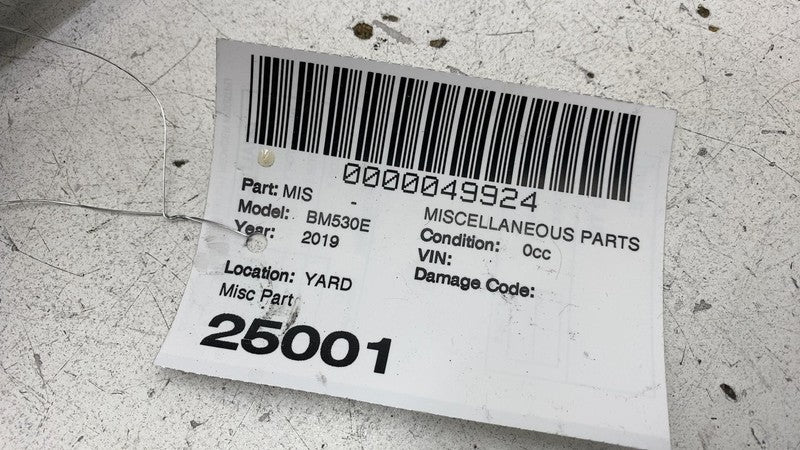 0000049924
Part: MIS
MISCELLANEOUS PARTS
Model: BM530E
Condition: 0cc
Year: 2019
VIN:
Damage Code:
Location: YARD
Misc Part
25001